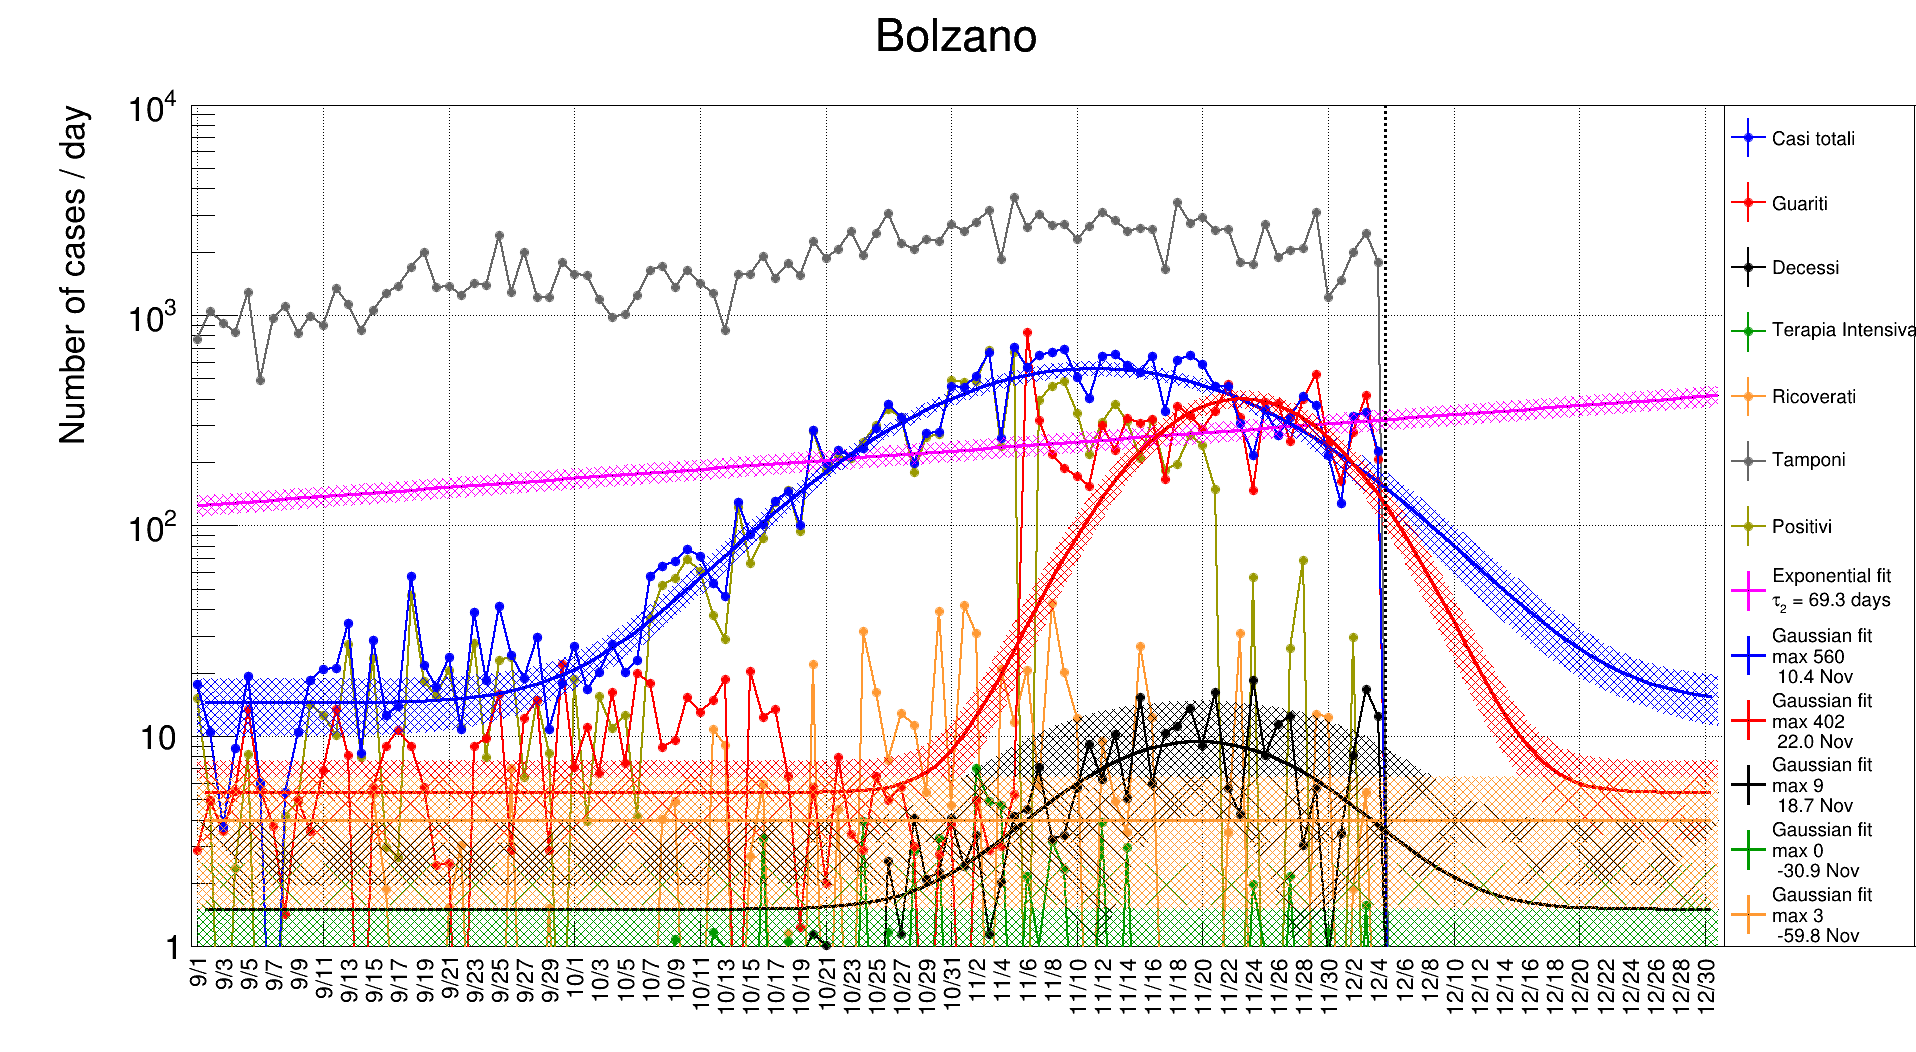 Bolzano
Number of cases / day
10^4
10^3
10^2
10
1
9/1
9/3
9/5
9/7
9/9
9/11
9/13
9/15
9/17
9/19
9/21
9/23
9/25
9/27
9/29
10/1
10/3
10/5
10/7
10/9
10/11
10/13
10/15
10/17
10/19
10/21
10/23
10/25
10/27
10/29
10/31
11/2
11/4
11/6
11/8
11/10
11/12
11/14
11/16
11/18
11/20
11/22
11/24
11/26
11/28
11/30
12/2
12/4
12/6
12/8
12/10
12/12
12/14
12/16
12/18
12/20
12/22
12/24
12/26
12/28
12/30
Casi totali
Guariti
Decessi
Terapia Intensiva
Ricoverati
Tamponi
Positivi
Exponential fit
τ2 = 69.3 days
Gaussian fit
max 560
10.4 Nov
Gaussian fit
max 402
22.0 Nov
Gaussian fit
max 9
18.7 Nov
Gaussian fit
max 0
-30.9 Nov
Gaussian fit
max 3
-59.8 Nov